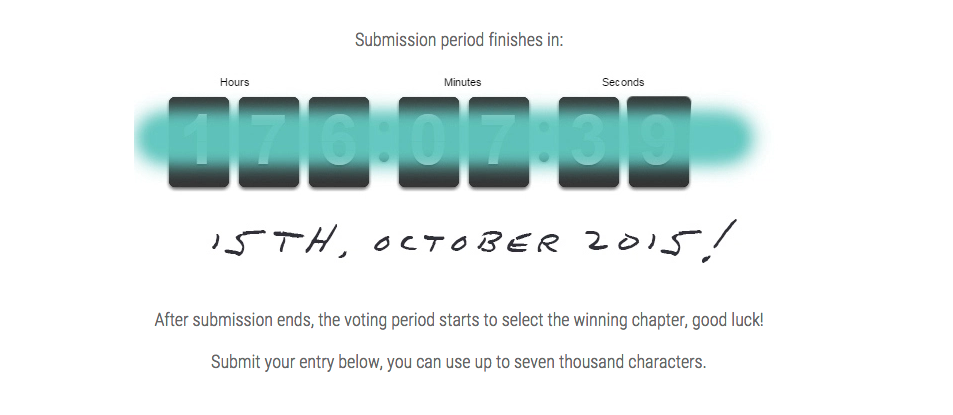 Submission period finishes in:
Hours Minutes Seconds
176:07:39
15TH, OCTOBER 2015!
After submission ends, the voting period starts to select the winning chapter, good luck!
Submit your entry below, you can use up to seven thousand characters.